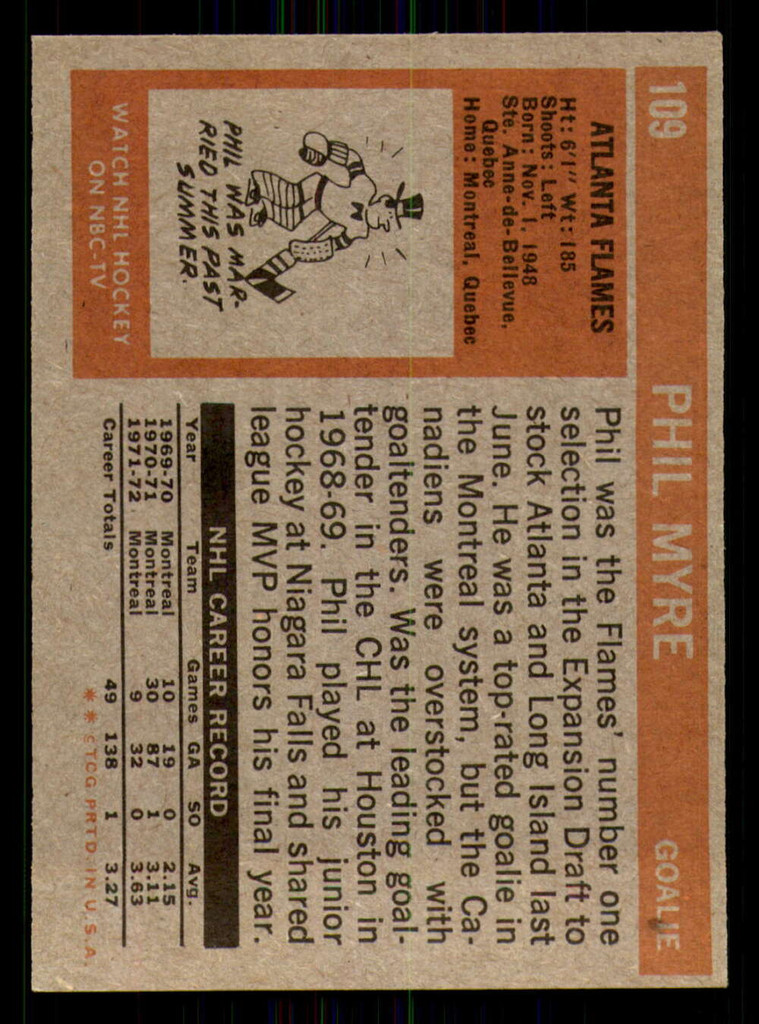 109 PHIL MYRE GOALIE
ATLANTA FLAMES
Ht: 6'1" Wt: 185
Shoots: Left
Born: Nov. 1, 1948
Ste. Anne-de-Bellevue,
Quebec
Home: Montreal, Quebec
M
PHIL WAS MAR-
RIED THIS PAST
SUMMER.
WATCH NHL HOCKEY
ON NBC-TV
Phil was the Flames' number one
selection in the Expansion Draft to
stock Atlanta and Long Island last
June. He was a top-rated goalie in
the Montreal system, but the Ca-
nadiens were overstocked with
goaltenders. Was the leading goal-
tender in the CHL at Houston in
1968-69. Phil played his junior
hockey at Niagara Falls and shared
league MVP honors his final year.
NHL CAREER RECORD
Year Team Games GA SO Avg.
1969-70 Montreal 10 19 0 2.15
1970-71 Montreal 30 87 1 3.11
1971-72 Montreal 9 32 0 3.63
Career Totals 49 138 1 3.27
** © TCG PRTD. IN U.S.A.